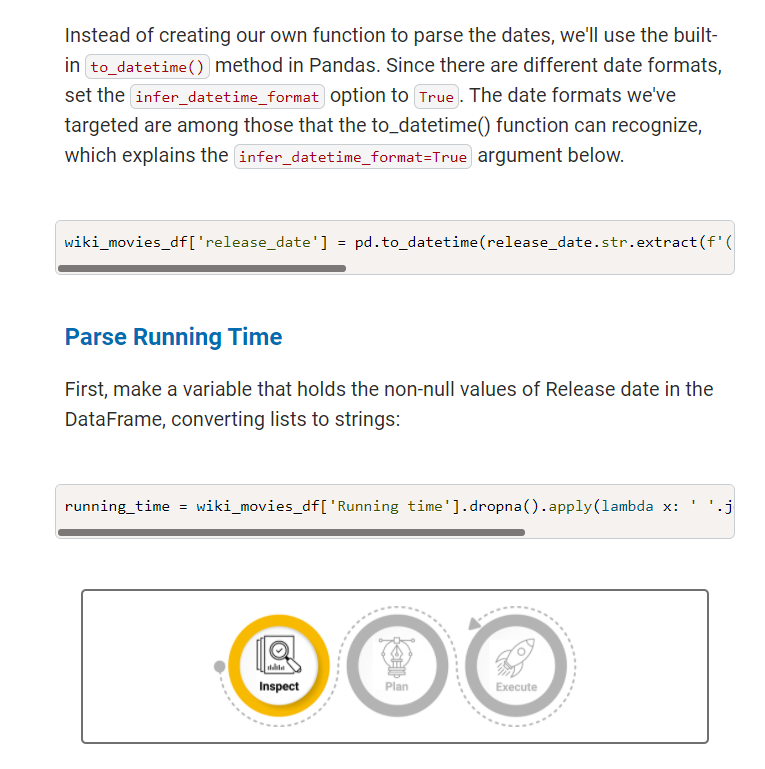 Instead of creating our own function to parse the dates, we'll use the built-
in to_datetime() method in Pandas. Since there are different date formats,
set the infer_datetime_format option to True . The date formats we've
targeted are among those that the to_datetime() function can recognize,
which explains the infer_datetime_format=True argument below.
wiki_movies_df['release_date'] = pd.to_datetime(release_date.str.extract(f'(
Parse Running Time
First, make a variable that holds the non-null values of Release date in the
DataFrame, converting lists to strings:
running_time = wiki_movies_df['Running time'].dropna().apply(lambda x: ' '.j
Inspect
Plan
Execute